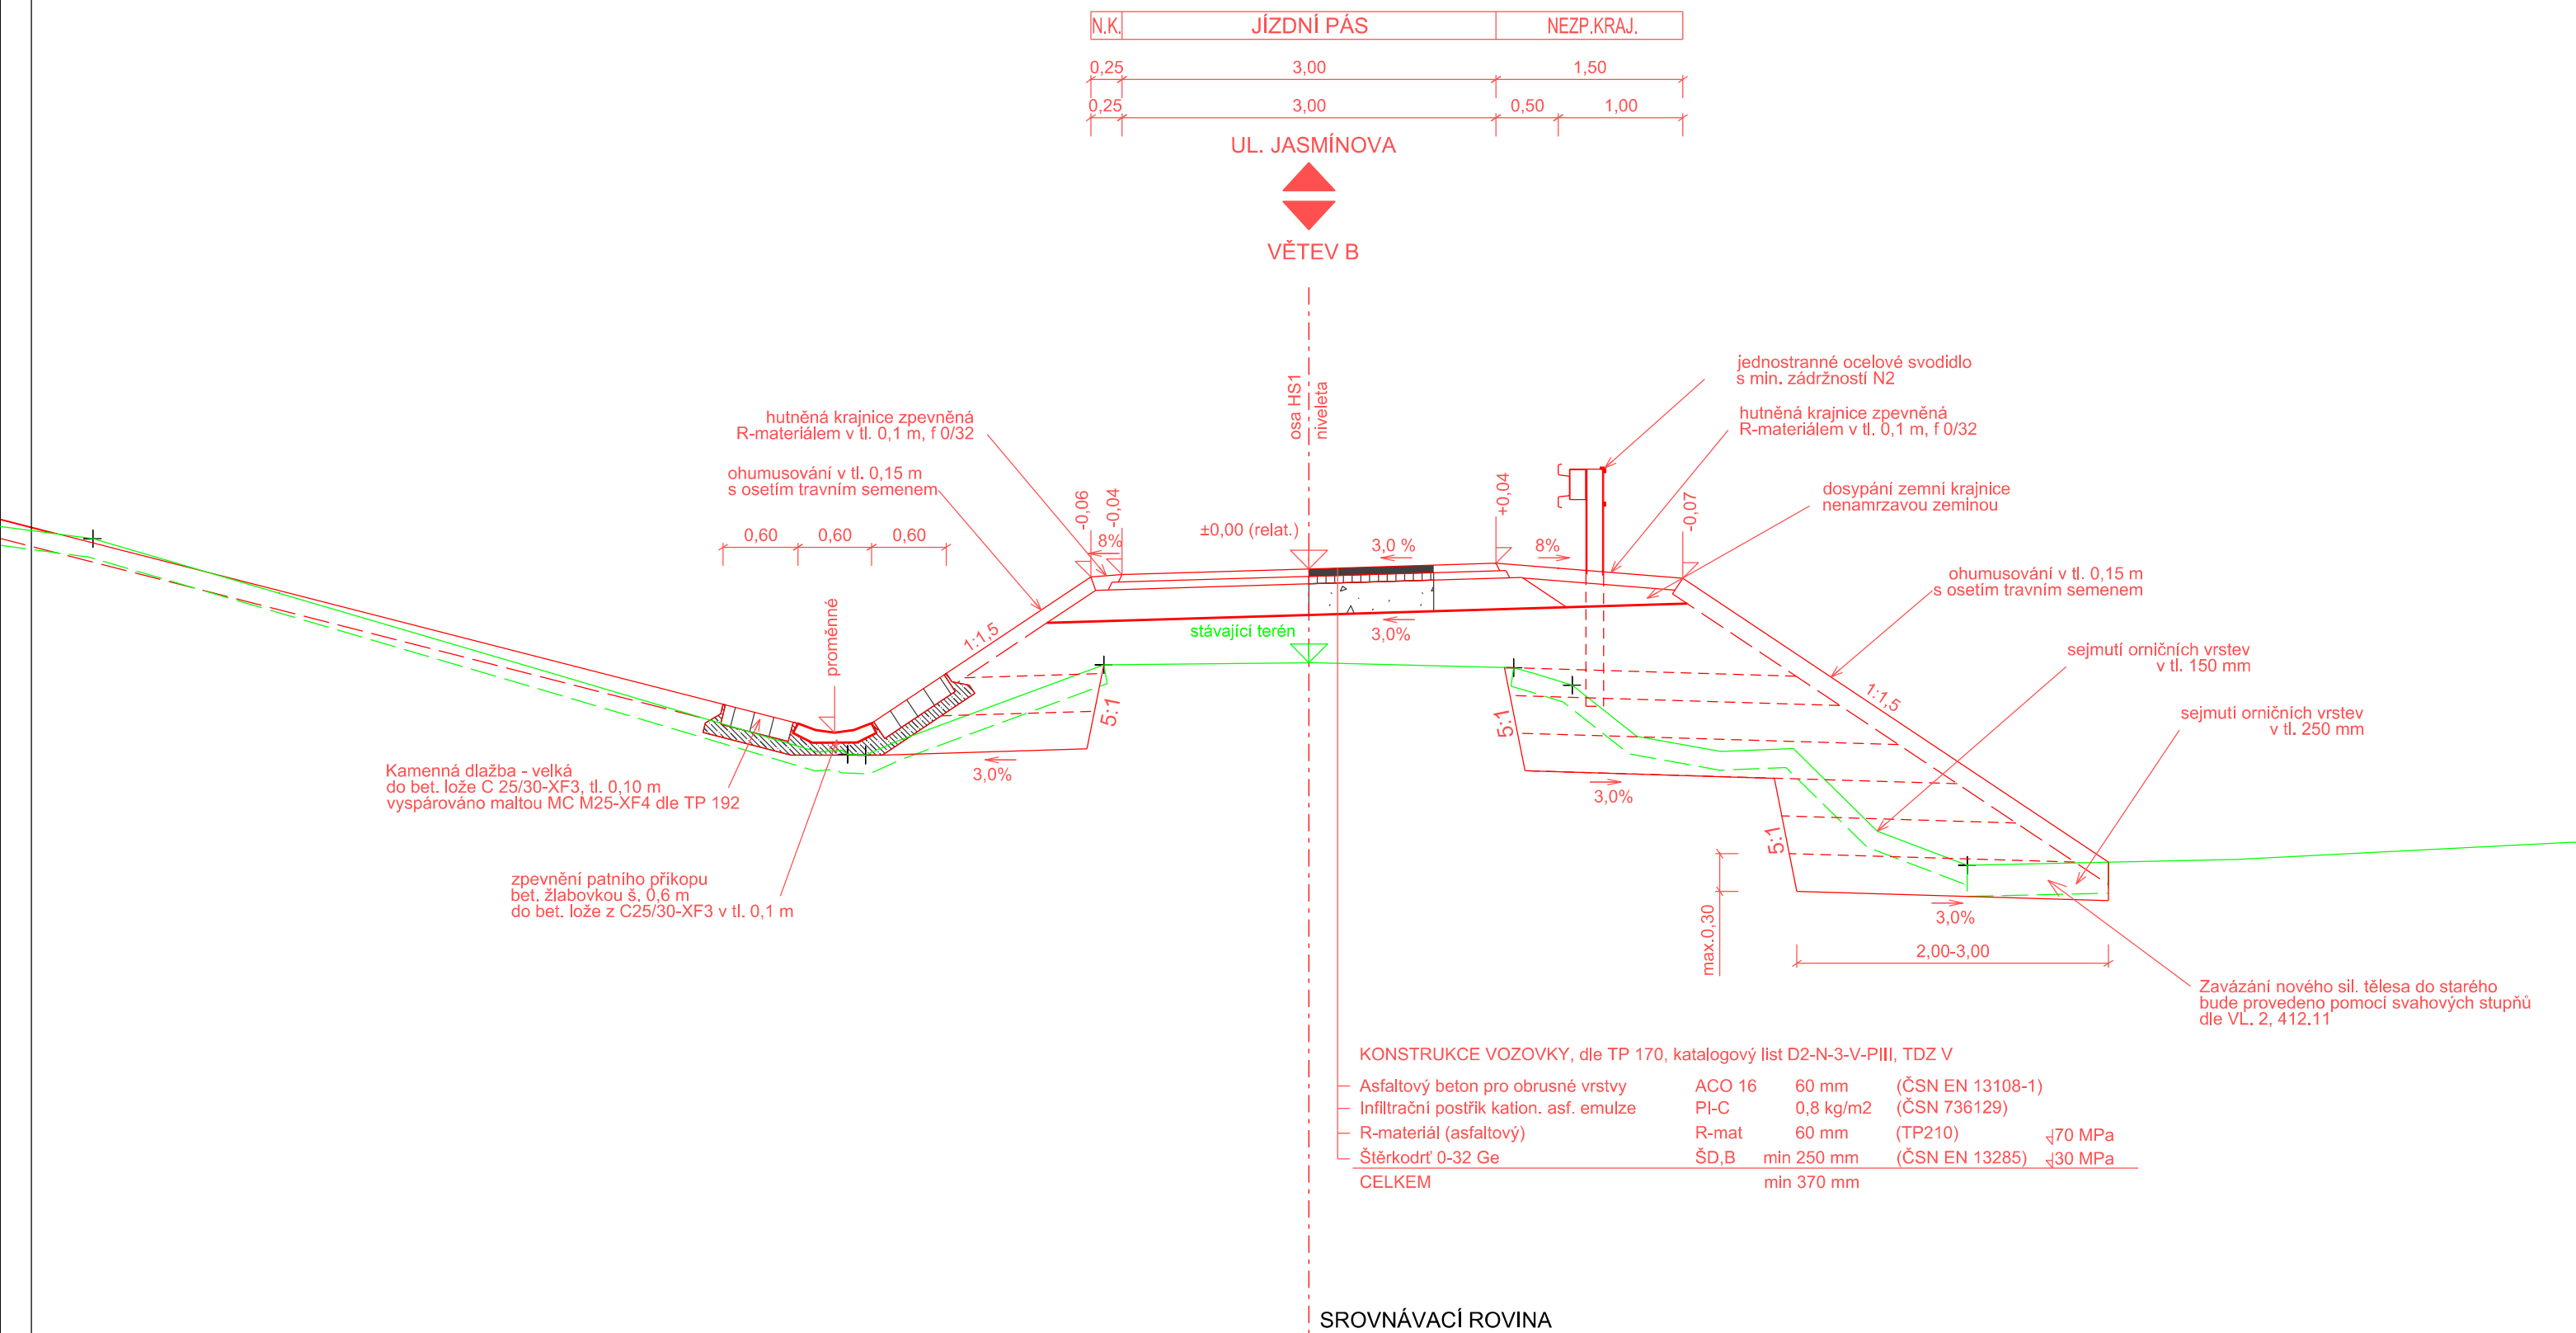 N.K. JÍZDNÍ PÁS NEZP.KRAJ.
0,25 3,00 1,50
0,25 3,00 0,50 1,00
UL. JASMÍNOVA
VĚTEV B
osa HS1
niveleta
jednostranné ocelové svodidlo
s min. zádržností N2
hutněná krajnice zpevněná
R-materiálem v tl. 0,1 m, f 0/32
hutněná krajnice zpevněná
R-materiálem v tl. 0,1 m, f 0/32
ohumusování v tl. 0,15 m
s osetím travním semenem
dosypání zemní krajnice
nenamrzavou zeminou
0,60 0,60 0,60
-0,06
-0,04
8%
±0,00 (relat.)
3,0 %
+0,04
8%
-0,07
ohumusování v tl. 0,15 m
s osetím travním semenem
proměnné
1:1,5
stávající terén
3,0%
sejmutí orničních vrstev
v tl. 150 mm
1:1,5
sejmutí orničních vrstev
v tl. 250 mm
5:1
5:1
5:1
3,0%
3,0%
Kamenná dlažba - velká
do bet. lože C 25/30-XF3, tl. 0,10 m
vyspárováno maltou MC M25-XF4 dle TP 192
zpevnění patního příkopu
bet. žlabovkou š. 0,6 m
do bet. lože z C25/30-XF3 v tl. 0,1 m
max.0,30
3,0%
2,00-3,00
Zavázání nového sil. tělesa do starého
bude provedeno pomocí svahových stupňů
dle VL. 2, 412.11
KONSTRUKCE VOZOVKY, dle TP 170, katalogový list D2-N-3-V-PIII, TDZ V
Asfaltový beton pro obrusné vrstvy ACO 16 60 mm (ČSN EN 13108-1)
Infiltrační postřik kation. asf. emulze PI-C 0,8 kg/m2 (ČSN 736129)
R-materiál (asfaltový) R-mat 60 mm (TP210) 70 MPa
Štěrkodrť 0-32 Ge ŠD,B min 250 mm (ČSN EN 13285) 30 MPa
CELKEM min 370 mm
SROVNÁVACÍ ROVINA